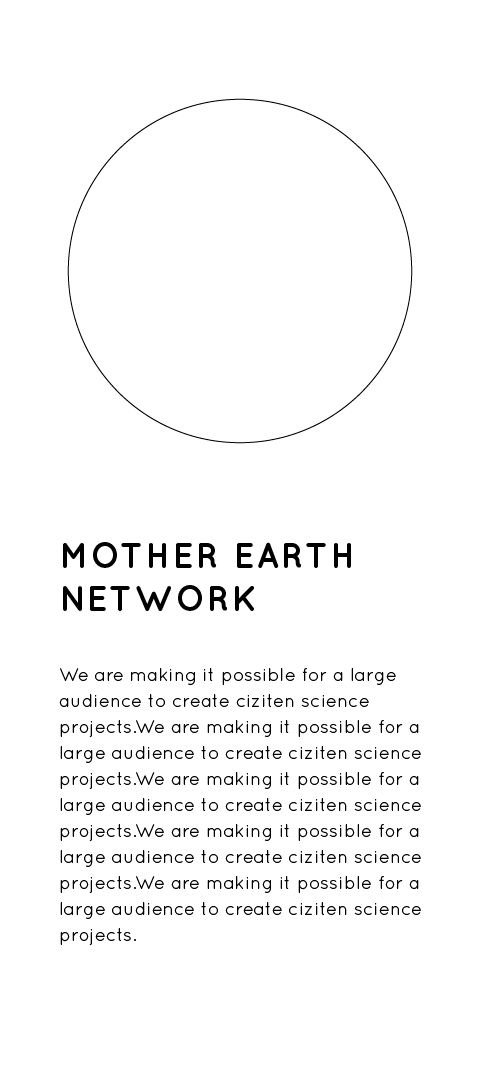 MOTHER EARTH
NETWORK
We are making it possible for a large
audience to create ciziten science
projects.We are making it possible for a
large audience to create ciziten science
projects.We are making it possible for a
large audience to create ciziten science
projects.We are making it possible for a
large audience to create ciziten science
projects.We are making it possible for a
large audience to create ciziten science
projects.